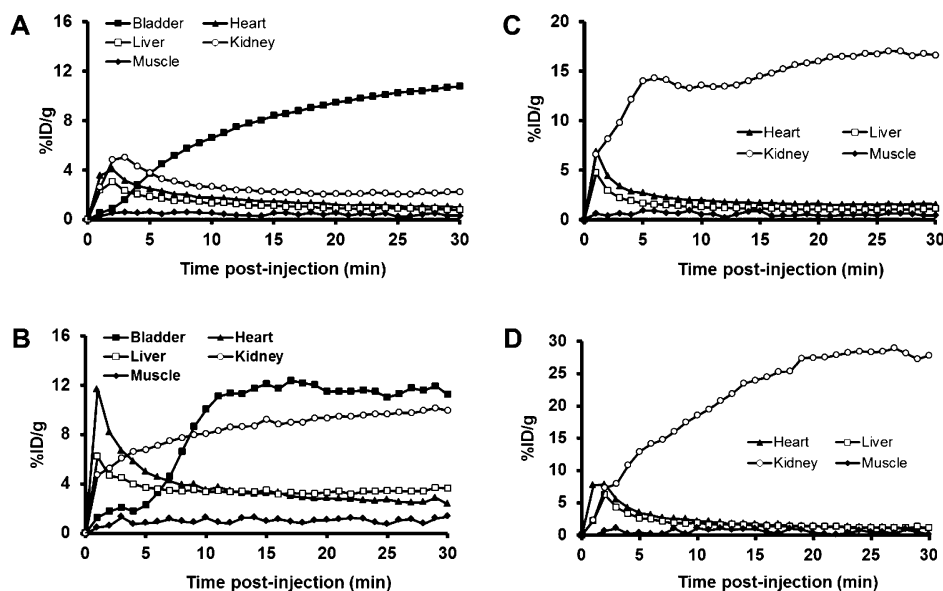 A
%ID/g
16
12
8
4
0
Bladder Heart
Liver Kidney
Muscle
0 5 10 15 20 25 30
Time post-injection (min)
C
%ID/g
20
15
10
5
0
Heart Liver
Kidney Muscle
0 5 10 15 20 25 30
Time post-injection (min)
B
%ID/g
16
12
8
4
0
Bladder Heart
Liver Kidney
Muscle
0 5 10 15 20 25 30
Time post-injection (min)
D
%ID/g
30
25
20
15
10
5
0
Heart Liver
Kidney Muscle
0 5 10 15 20 25 30
Time post-injection (min)